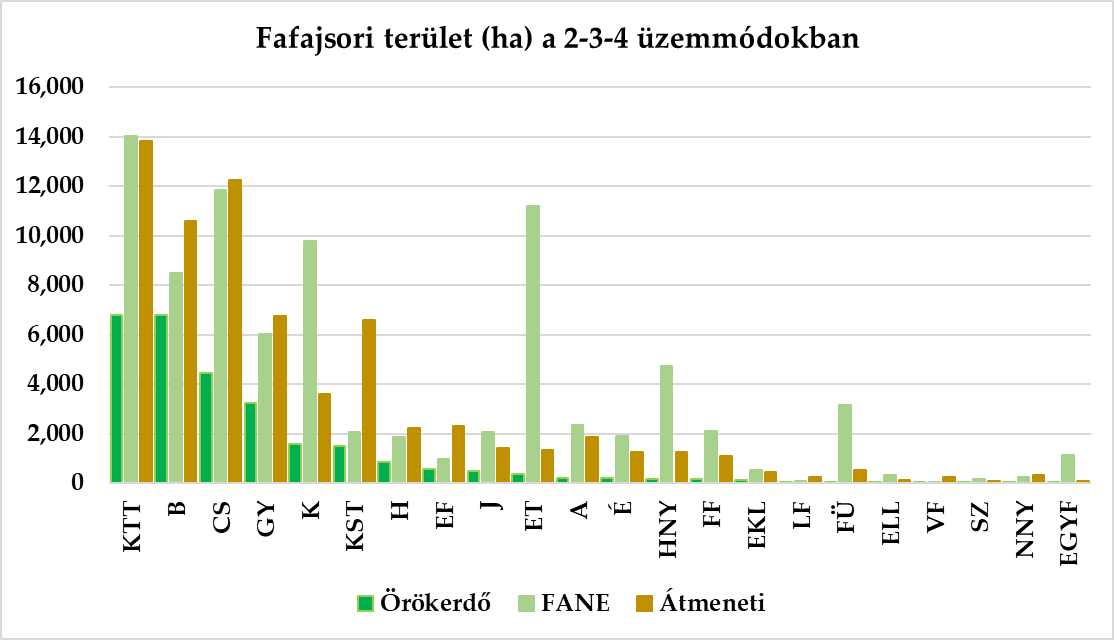 Fafajsori terület (ha) a 2-3-4 üzemmódokban
16,000
14,000
12,000
10,000
8,000
6,000
4,000
2,000
0
KTT
B
CS
GY
K
KST
H
EF
J
ET
A
É
HNY
FF
EKL
LF
FÜ
ELL
VF
SZ
NNY
EGYF
Örökerdő FANE Átmeneti